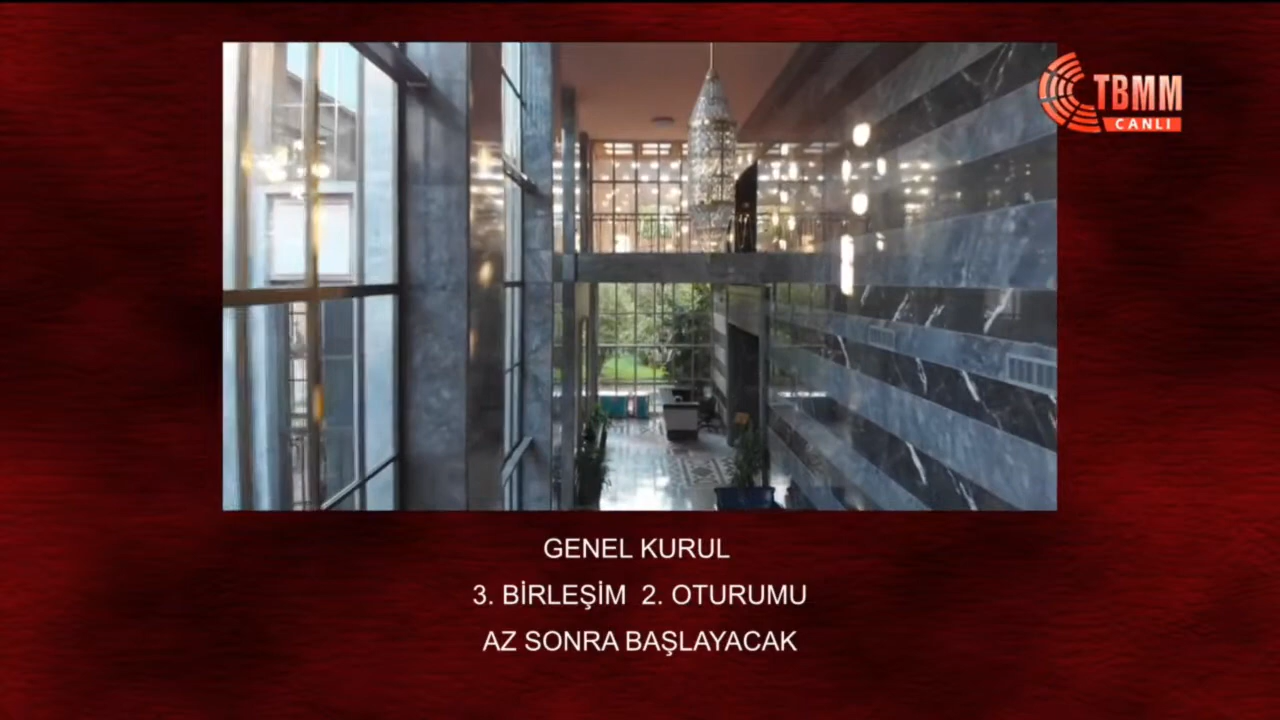 TBMM
CANLI
GENEL KURUL
3. BİRLEŞİM 2. OTURUMU
AZ SONRA BAŞLAYACAK